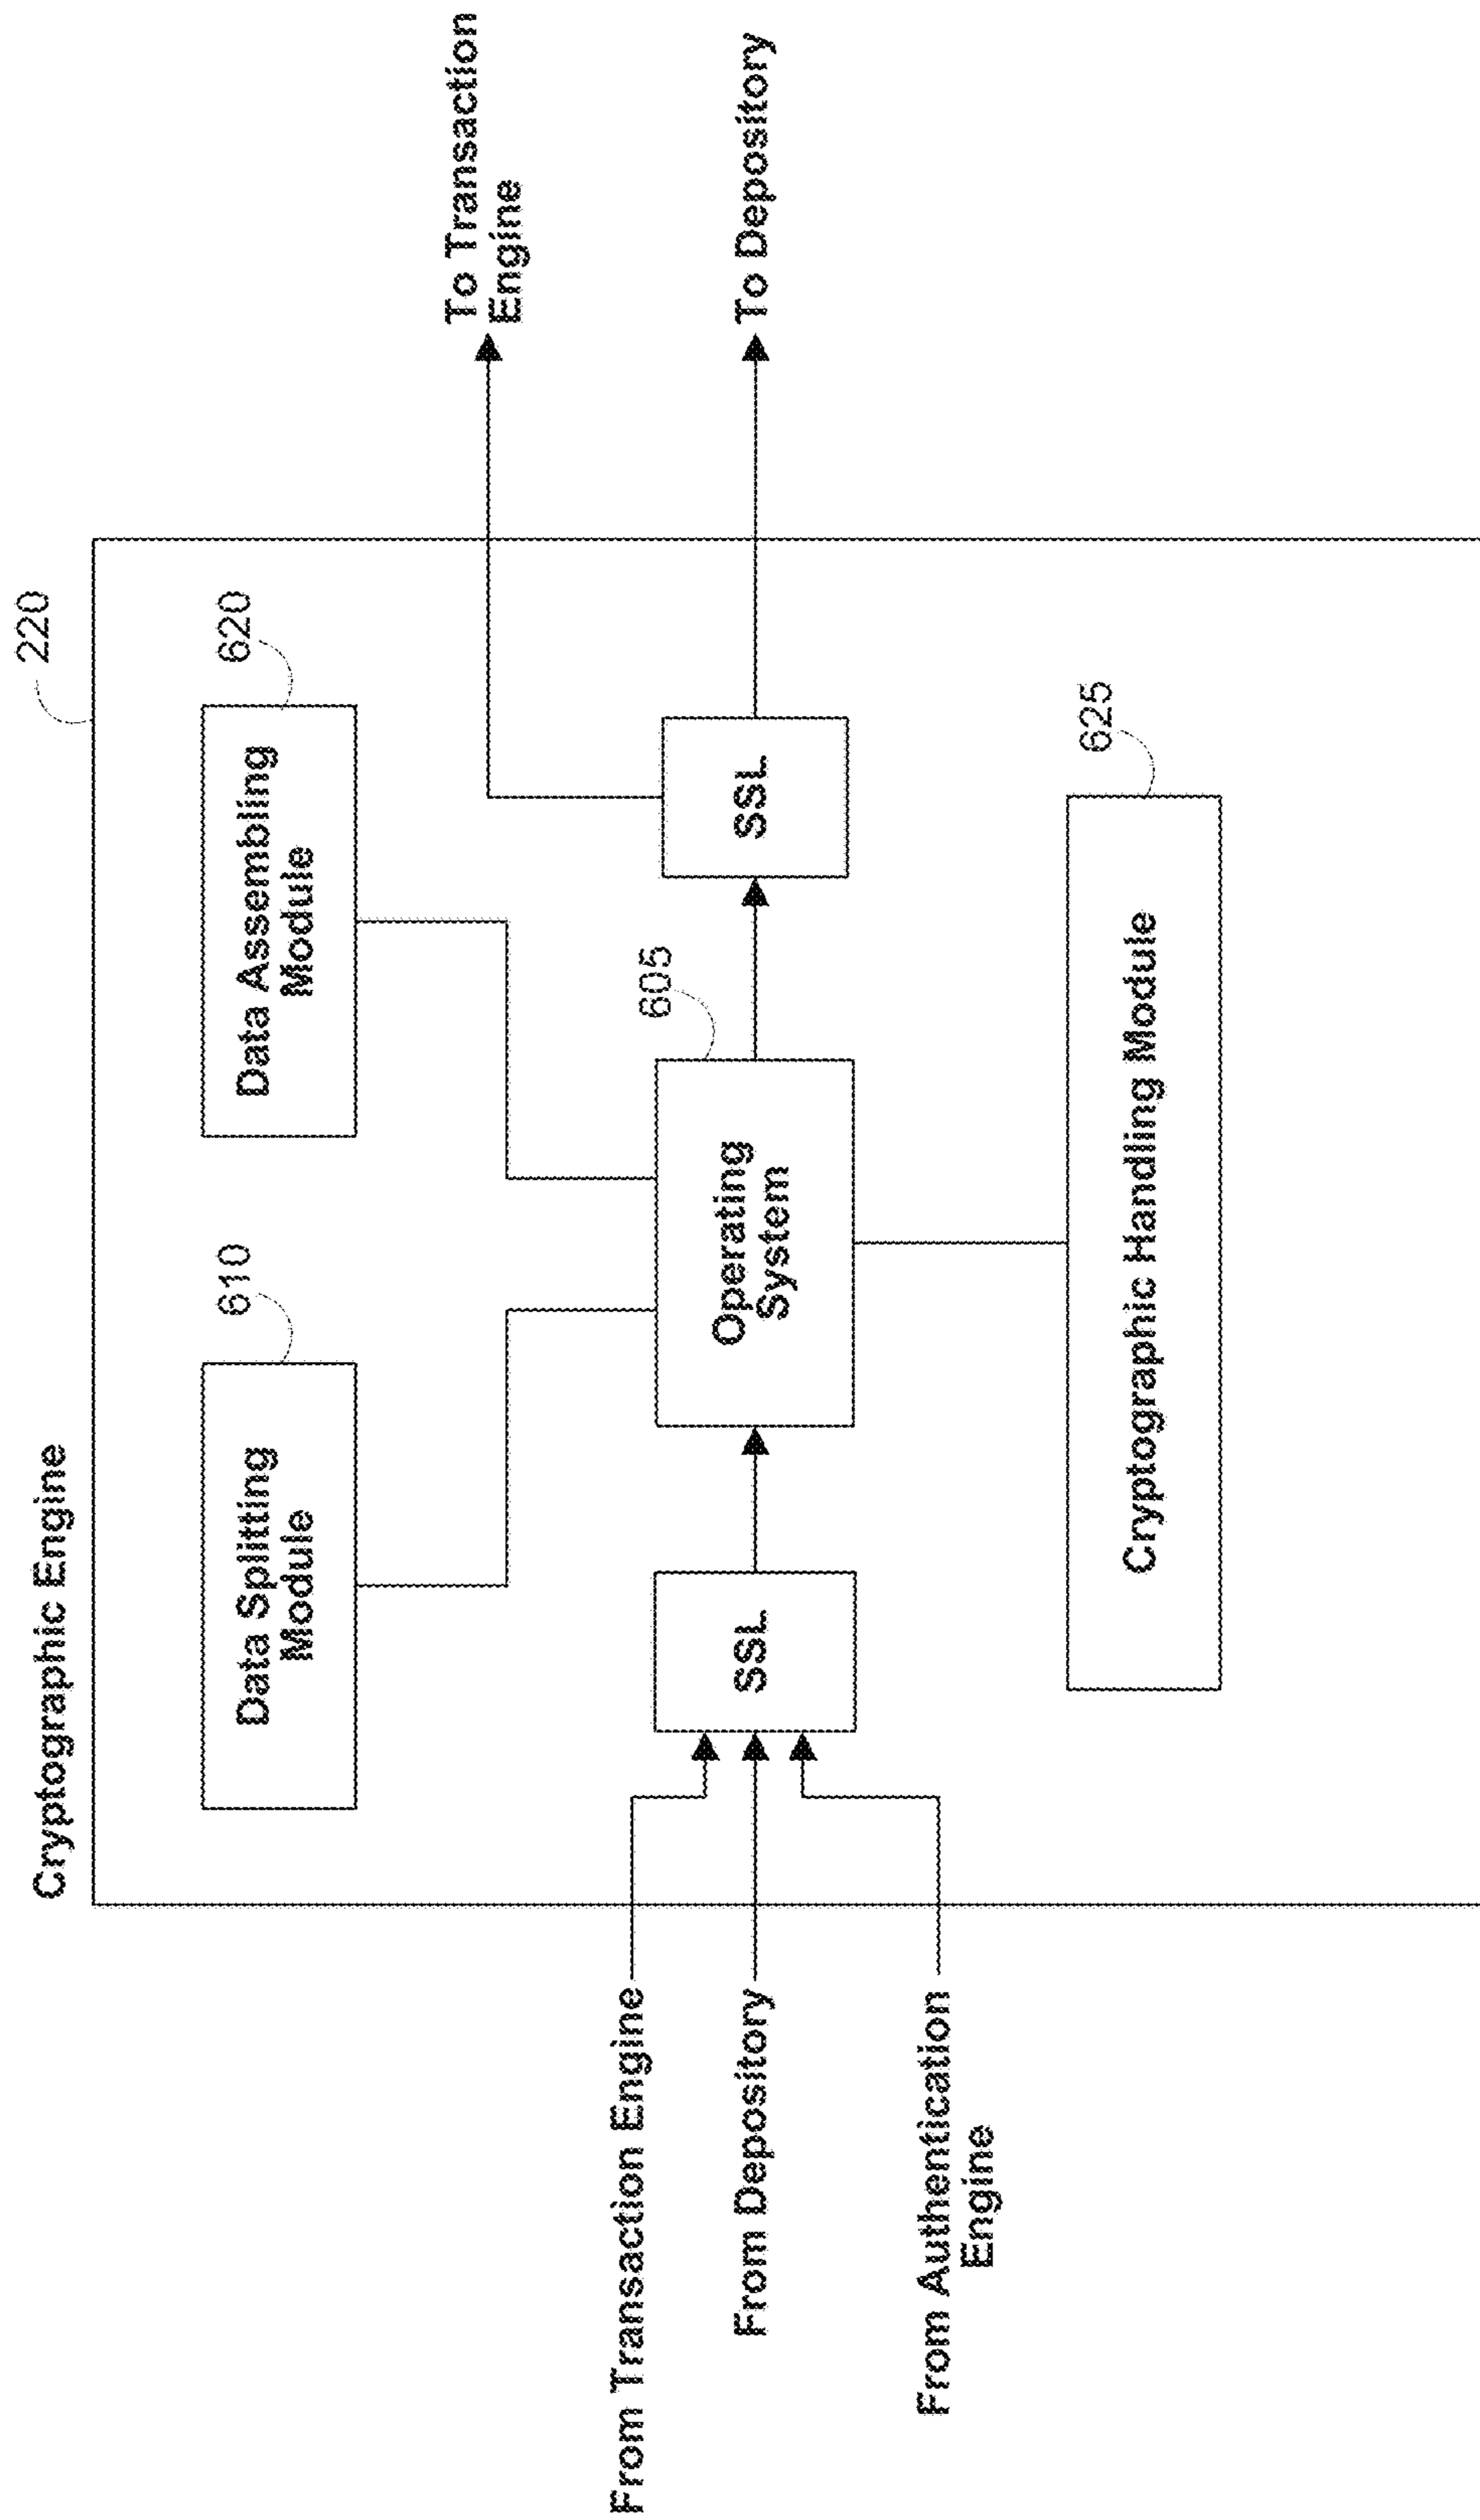 Cryptographic Engine
220
Data Splitting
Module
610
Data Assembling
Module
620
From Transaction Engine
From Depository
From Authentication
Engine
SSL
Operating
System
605
SSL
To Transaction
Engine
To Depository
Cryptographic Handling Module
625